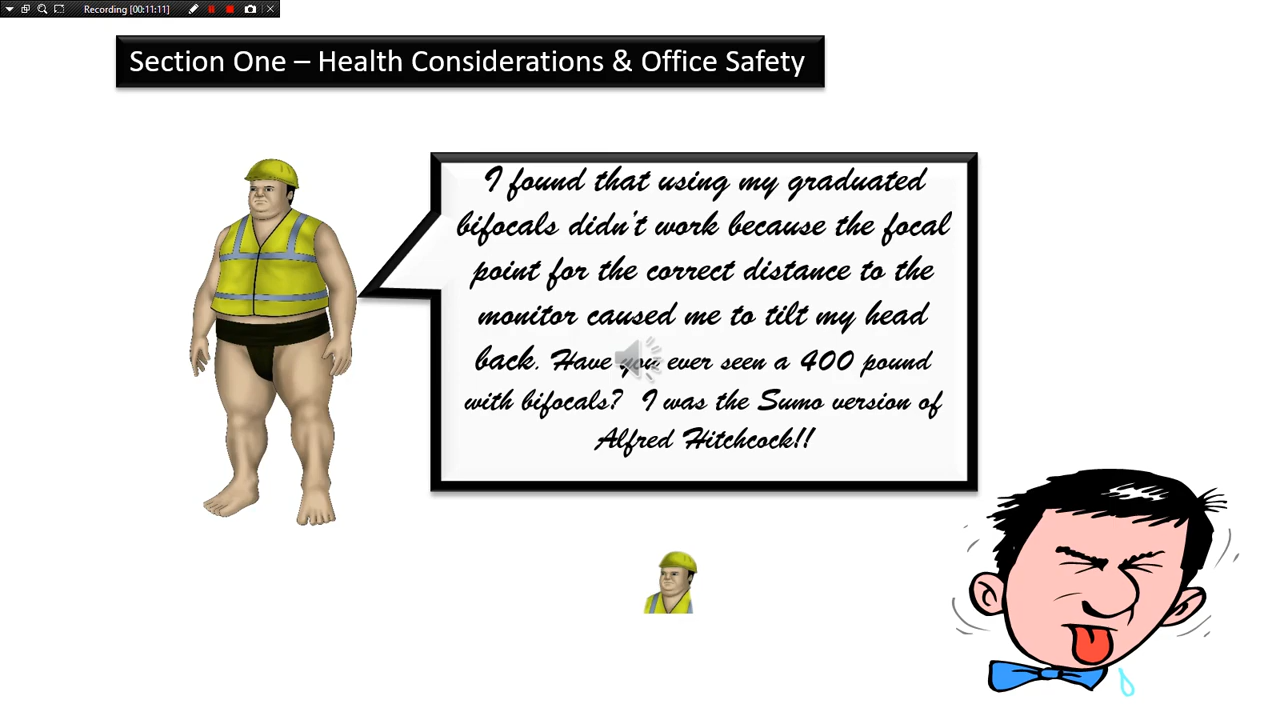 Recording [00:11:11]
Section One – Health Considerations & Office Safety
I found that using my graduated
bifocals didn't work because the focal
point for the correct distance to the
monitor caused me to tilt my head
back. Have you ever seen a 400 pound
with bifocals? I was the Sumo version of
Alfred Hitchcock!!